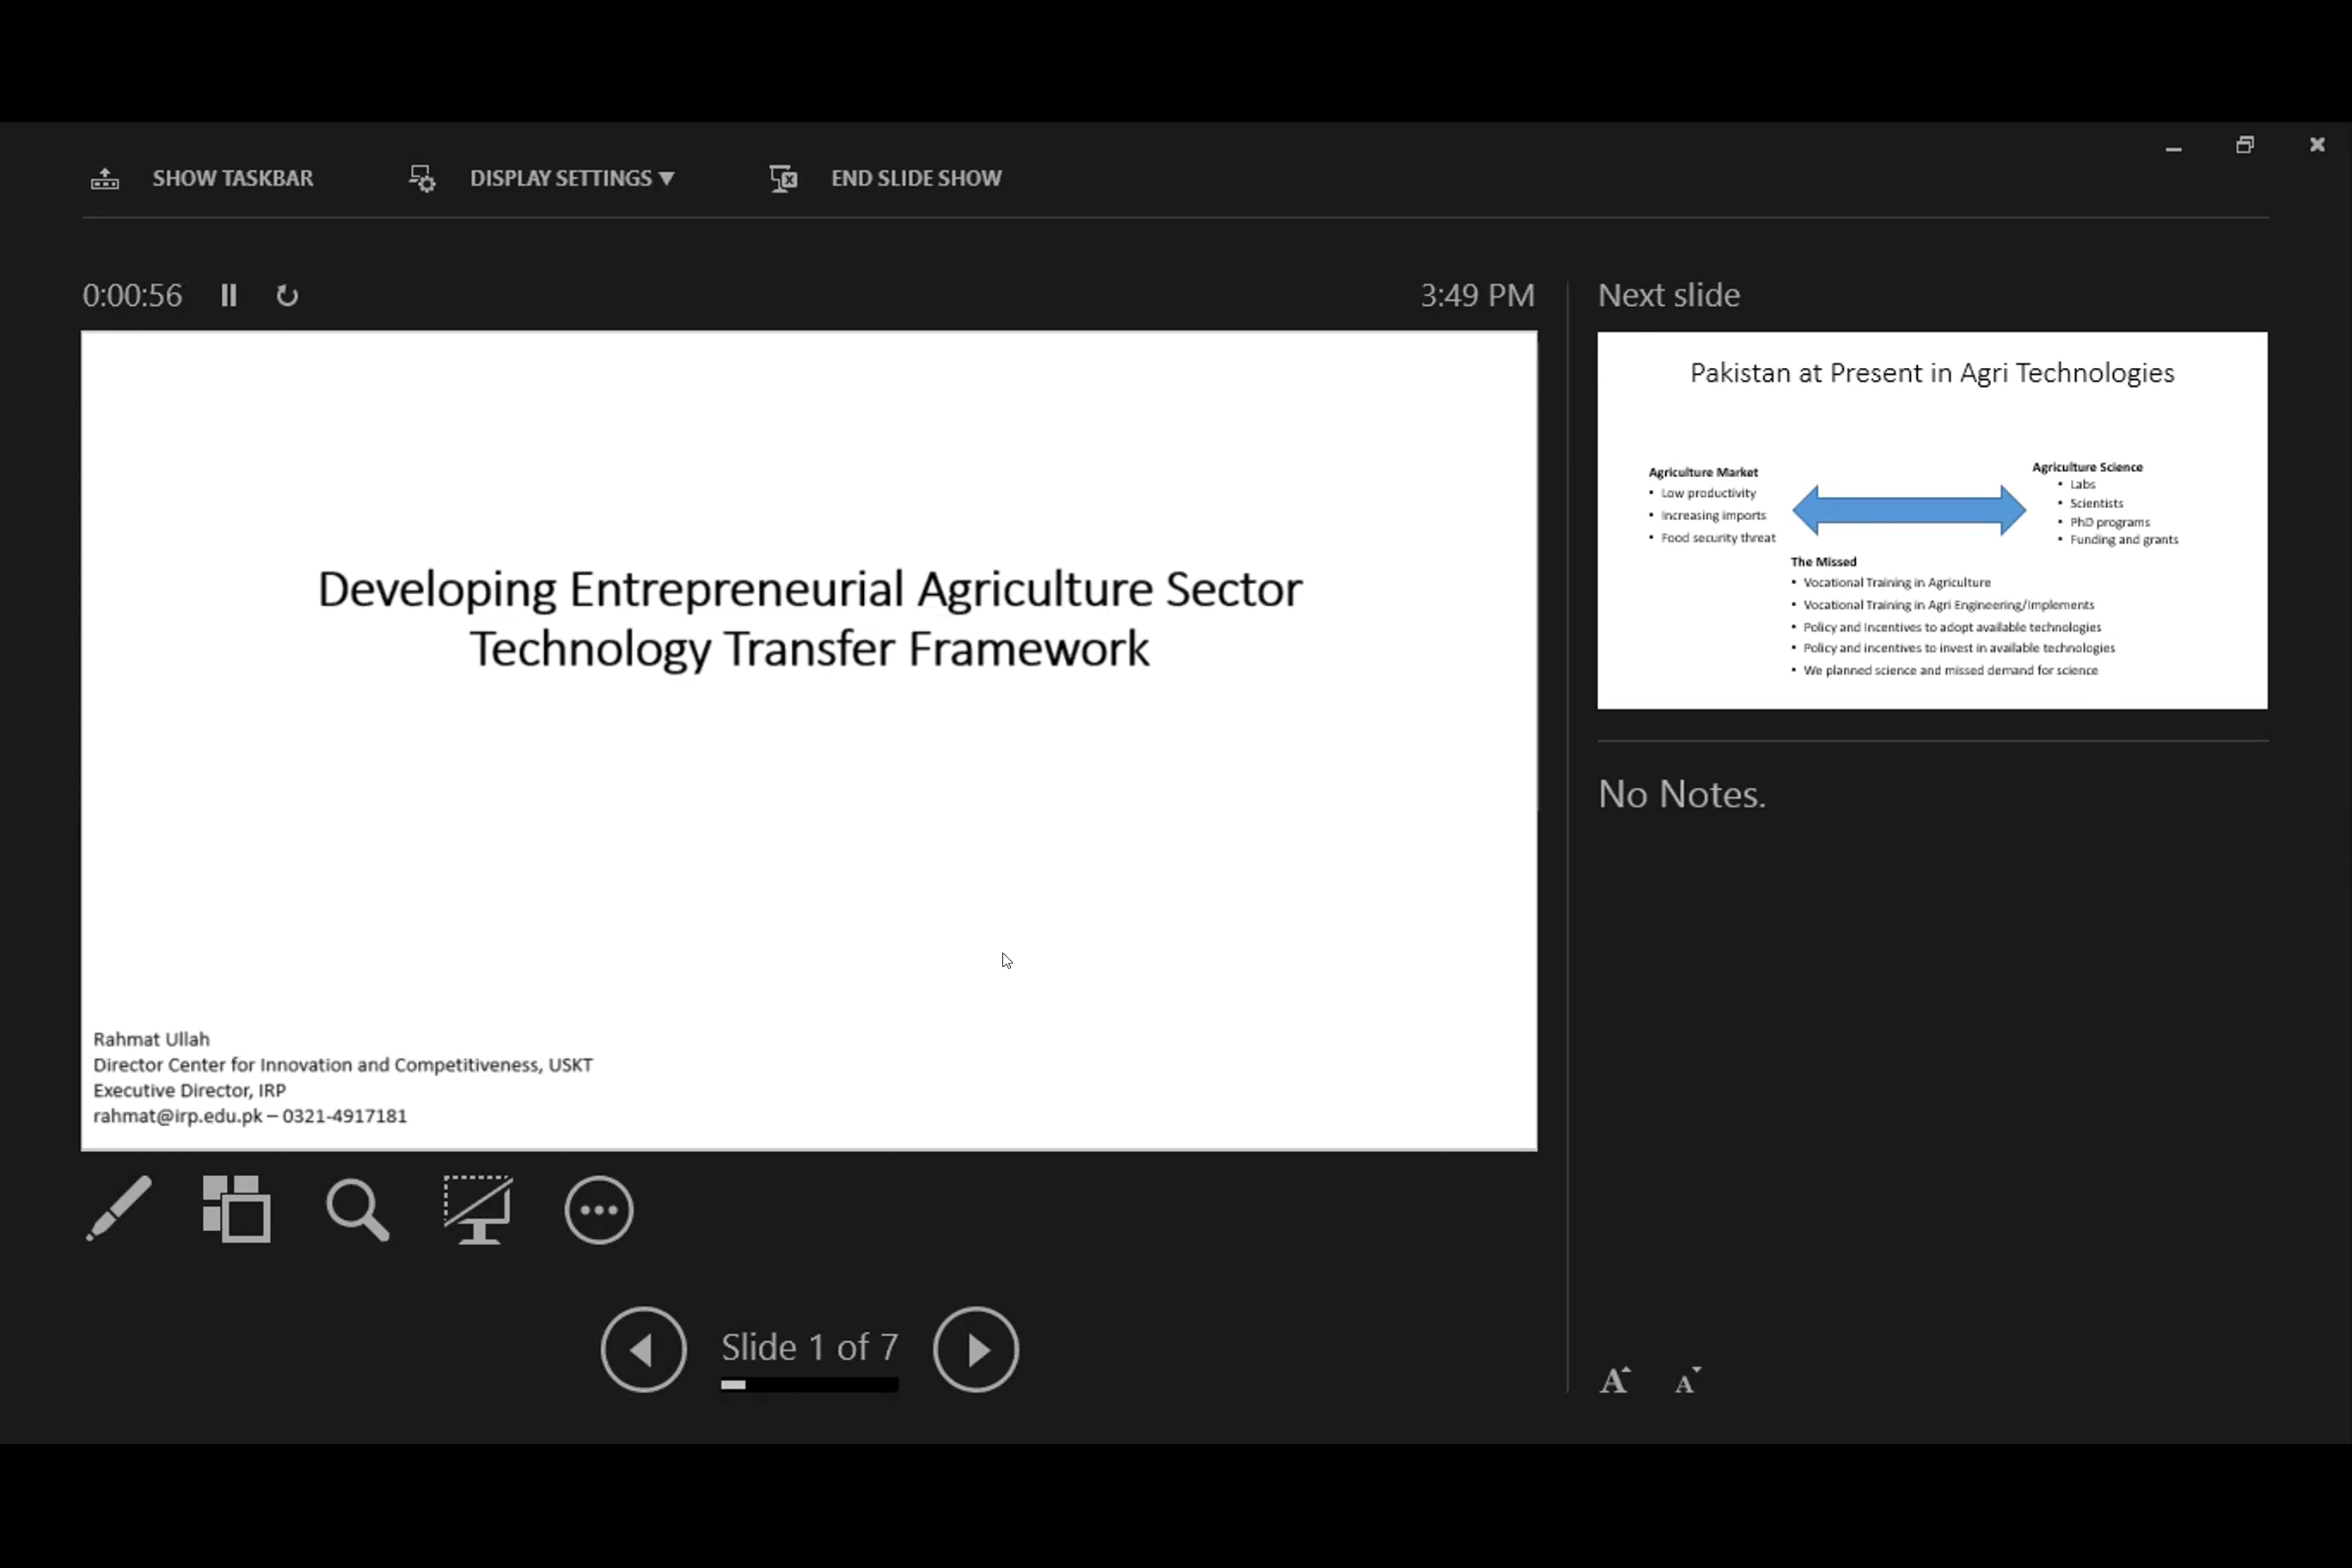 SHOW TASKBAR
DISPLAY SETTINGS ▼
END SLIDE SHOW
0:00:56
3:49 PM
Developing Entrepreneurial Agriculture Sector
Technology Transfer Framework
Rahmat Ullah
Director Center for Innovation and Competitiveness, USKT
Executive Director, IRP
rahmat@irp.edu.pk – 0321-4917181
Slide 1 of 7
Next slide
Pakistan at Present in Agri Technologies
Agriculture Market
• Low productivity
• Increasing imports
• Food security threat
Agriculture Science
• Labs
• Scientists
• PhD programs
• Funding and grants
The Missed
• Vocational Training in Agriculture
• Vocational Training in Agri Engineering/Implements
• Policy and Incentives to adopt available technologies
• Policy and incentives to invest in available technologies
• We planned science and missed demand for science
No Notes.
A A